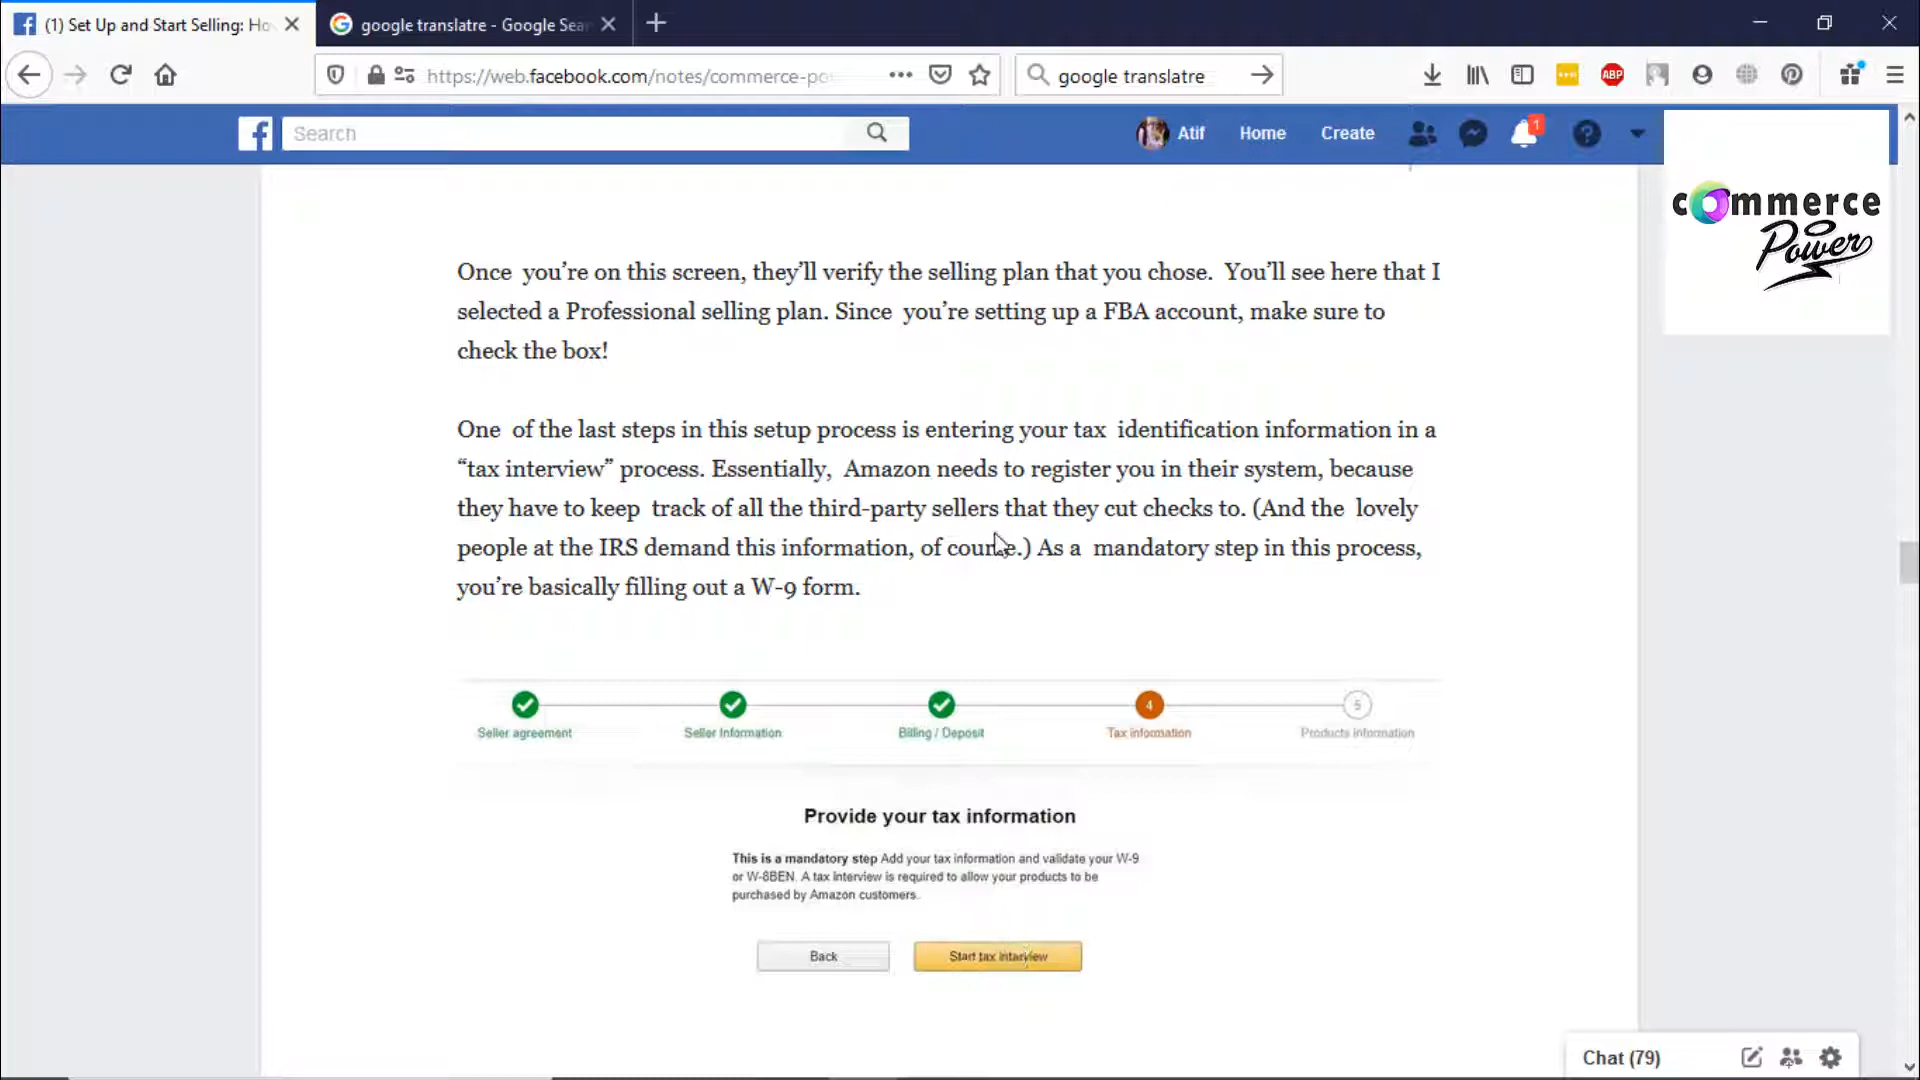 (1) Set Up and Start Selling: Ho
google translatre - Google Sea
https://web.facebook.com/notes/commerce-po
google translatre
ABP
Search
Atif
Home
Create
1
commerce
Power
Once you’re on this screen, they’ll verify the selling plan that you chose. You’ll see here that I
selected a Professional selling plan. Since you’re setting up a FBA account, make sure to
check the box!
One of the last steps in this setup process is entering your tax identification information in a
“tax interview” process. Essentially, Amazon needs to register you in their system, because
they have to keep track of all the third-party sellers that they cut checks to. (And the lovely
people at the IRS demand this information, of course.) As a mandatory step in this process,
you’re basically filling out a W-9 form.
4
5
Seller agreement
Seller Information
Billing / Deposit
Tax information
Products information
Provide your tax information
This is a mandatory step Add your tax information and validate your W-9
or W-8BEN. A tax interview is required to allow your products to be
purchased by Amazon customers.
Back
Start tax interview
Chat (79)